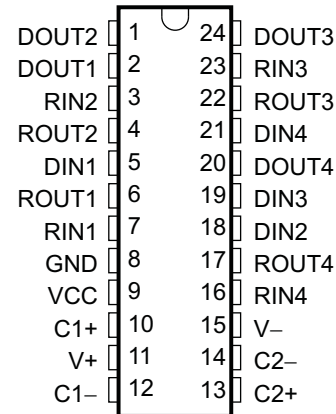 DOUT2 1 24 DOUT3
DOUT1 2 23 RIN3
RIN2 3 22 ROUT3
ROUT2 4 21 DIN4
DIN1 5 20 DOUT4
ROUT1 6 19 DIN3
RIN1 7 18 DIN2
GND 8 17 ROUT4
VCC 9 16 RIN4
C1+ 10 15 V−
V+ 11 14 C2−
C1− 12 13 C2+